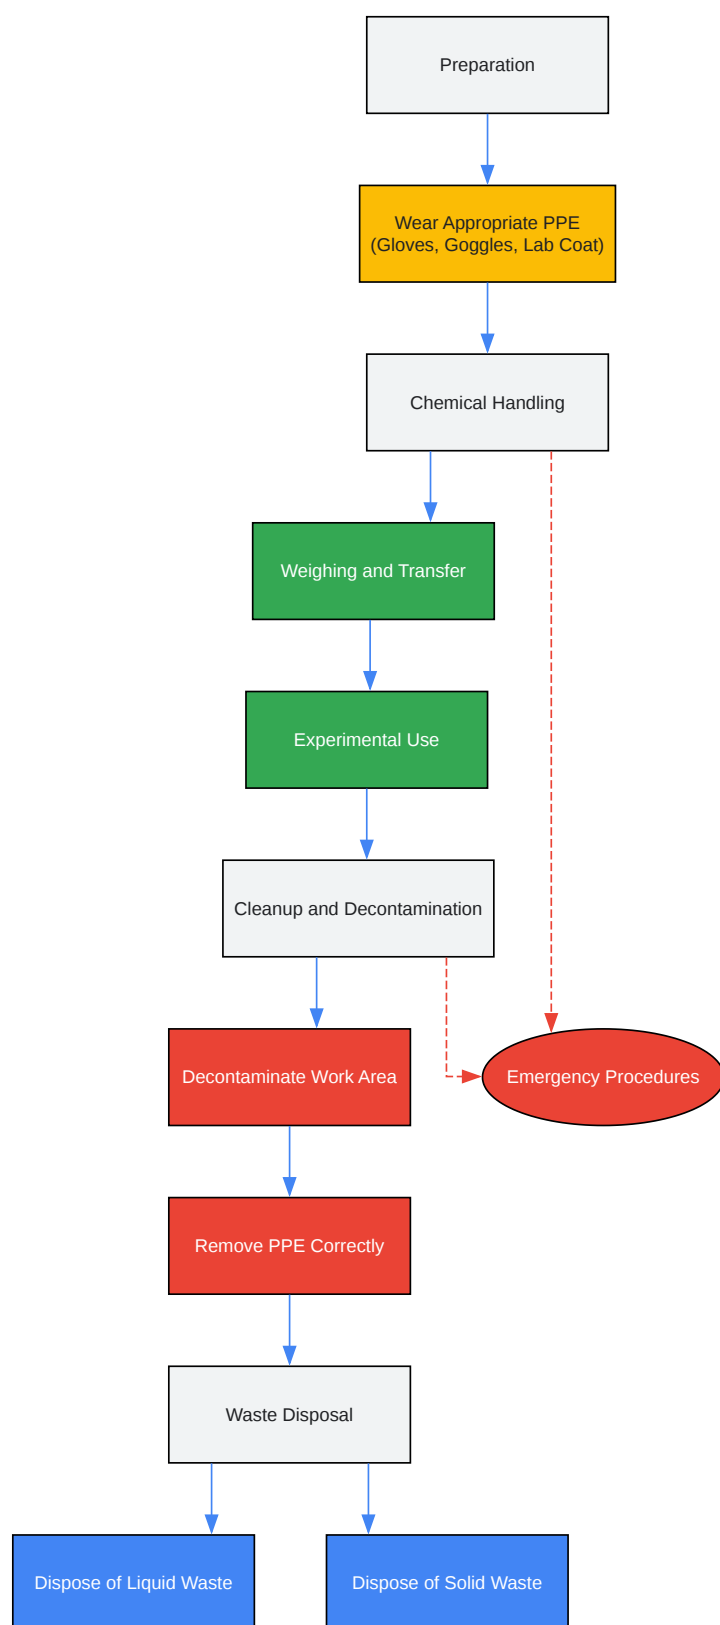 Preparation
Wear Appropriate PPE
(Gloves, Goggles, Lab Coat)
Chemical Handling
Weighing and Transfer
Experimental Use
Cleanup and Decontamination
Decontaminate Work Area
Emergency Procedures
Remove PPE Correctly
Waste Disposal
Dispose of Liquid Waste
Dispose of Solid Waste